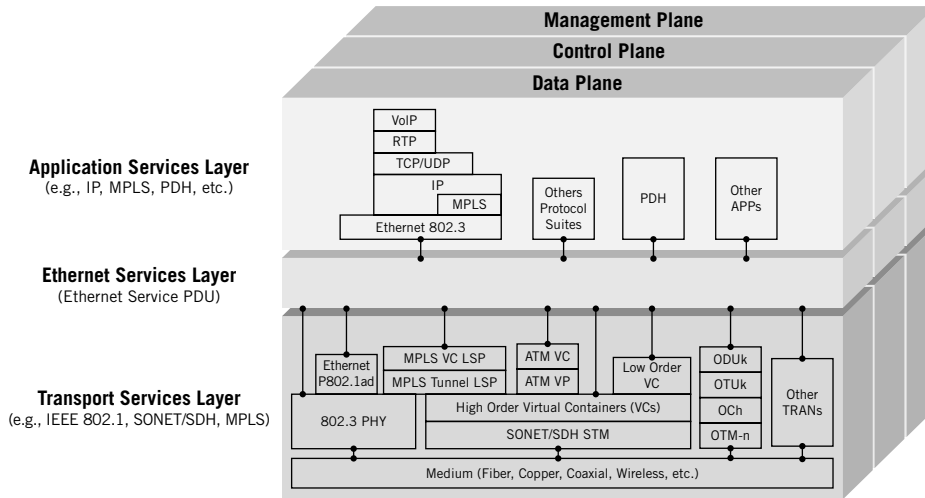 Management Plane
Control Plane
Data Plane
Application Services Layer
(e.g., IP, MPLS, PDH, etc.)
VoIP
RTP
TCP/UDP
IP
MPLS
Ethernet 802.3
Others
Protocol
Suites
PDH
Other
APPs
Ethernet Services Layer
(Ethernet Service PDU)
Transport Services Layer
(e.g., IEEE 802.1, SONET/SDH, MPLS)
Ethernet
P802.1ad
802.3 PHY
MPLS VC LSP
MPLS Tunnel LSP
ATM VC
ATM VP
Low Order
VC
High Order Virtual Containers (VCs)
SONET/SDH STM
ODUk
OTUk
OCh
OTM-n
Other
TRANs
Medium (Fiber, Copper, Coaxial, Wireless, etc.)